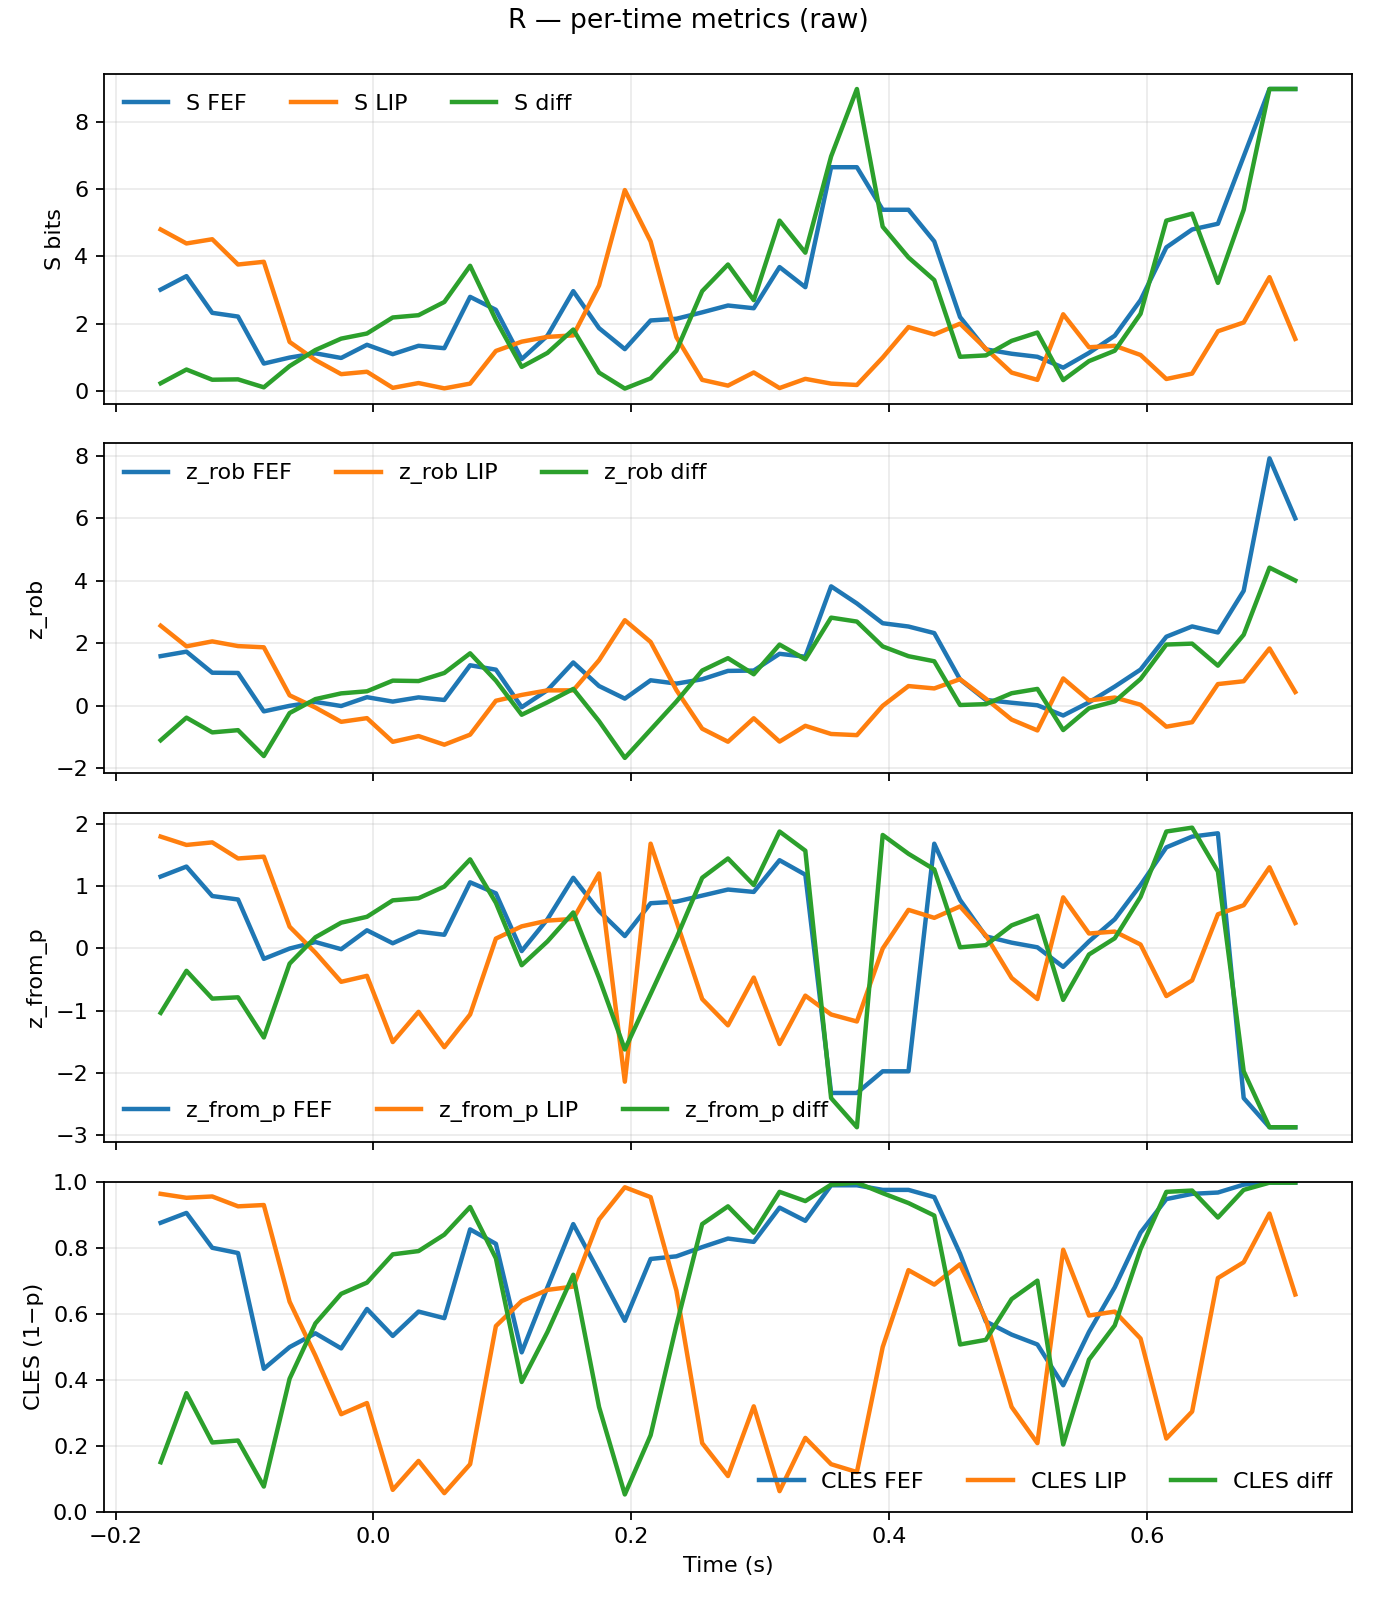 R — per-time metrics (raw)
S FEF S LIP S diff
8
6
4
2
0
S bits
z_rob FEF z_rob LIP z_rob diff
8
6
4
2
0
−2
z_rob
2
1
0
−1
−2
−3
z_from_p
z_from_p FEF z_from_p LIP z_from_p diff
1.0
0.8
0.6
0.4
0.2
0.0
CLES (1−p)
CLES FEF CLES LIP CLES diff
−0.2 0.0 0.2 0.4 0.6
Time (s)